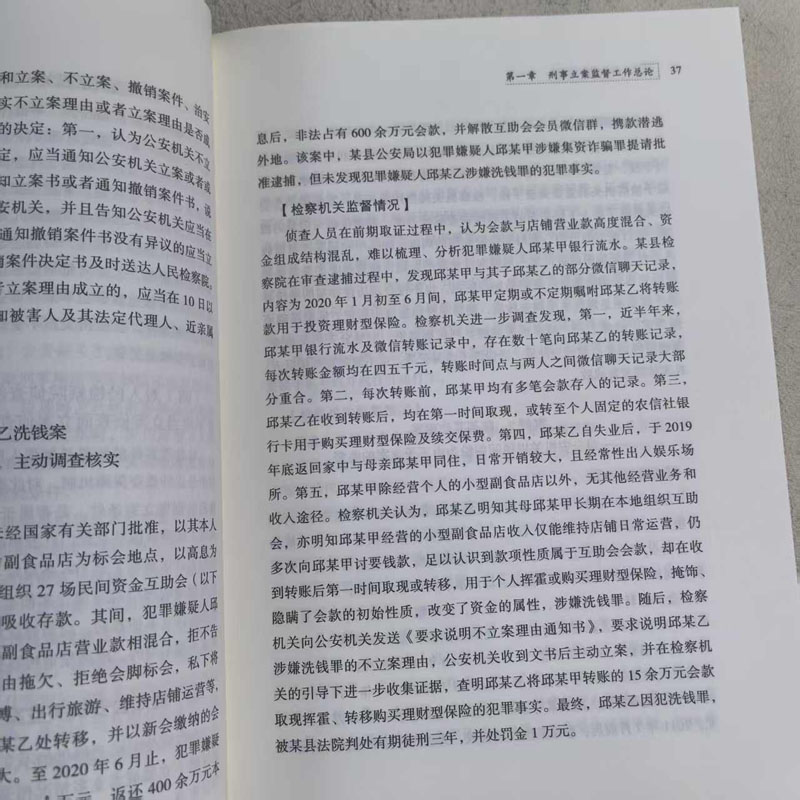 和立案、不立案、撤销案件、治安
实不立案理由或者立案理由是否成
的决定：第一，认为公安机关不立
定，应当通知公安机关立案或者
知立案书或者通知撤销案件书，说
安机关，并且告知公安机关应当在
通知撤销案件书没有异议的应当立
销案件决定书及时送达人民检察院。
立案理由成立的，应当在 10 日以
知被害人及其法定代理人、近亲属
乙洗钱案
主动调查核实
未经国家有关部门批准，以其本人
副食品店为标会地点，以高息为
组织 27 场民间资金互助会（以下
吸收存款。其间，犯罪嫌疑人邱
副食品店营业款相混合，拒不告
由拖欠、拒绝会脚标会，私下将
博、出行旅游、维持店铺运营等，
某乙处转移，并以新会缴纳的会
大。至 2020 年 6 月止，犯罪嫌疑
万元，返还 400 余万元本
第一章 刑事立案监督工作总论 37
息后，非法占有 600 余万元会款，并解散互助会会员微信群，携款潜逃
外地。该案中，某县公安局以犯罪嫌疑人邱某甲涉嫌集资诈骗罪提请批
准逮捕，但未发现犯罪嫌疑人邱某乙涉嫌洗钱罪的犯罪事实。
【检察机关监督情况】
侦查人员在前期取证过程中，认为会款与店铺营业款高度混合、资
金组成结构混乱，难以梳理、分析犯罪嫌疑人邱某甲银行流水。某县检
察院在审查逮捕过程中，发现邱某甲与其子邱某乙的部分微信聊天记录，
内容为 2020 年 1 月初至 6 月间，邱某甲定期或不定期嘱咐邱某乙将转账
款用于投资理财型保险。检察机关进一步调查发现，第一，近半年来，
邱某甲银行流水及微信转账记录中，存在数十笔向邱某乙的转账记录，
每次转账金额均在四五千元，转账时间点与两人之间微信聊天记录大部
分重合。第二，每次转账前，邱某甲均有多笔会款存入的记录。第三，
邱某乙在收到转账后，均在第一时间取现，或转至个人固定的农信社银
行卡用于购买理财型保险及续交保费。第四，邱某乙自失业后，于 2019
年底返回家中与母亲邱某甲同住，日常开销较大，且经常性出入娱乐场
所。第五，邱某甲除经营个人的小型副食品店以外，无其他经营业务和
收入途径。检察机关认为，邱某乙明知其母邱某甲长期在本地组织互助
会，亦明知邱某甲经营的小型副食品店收入仅能维持店铺日常运营，仍
多次向邱某甲讨要钱款，足以认识到款项性质属于互助会会款，却在收
到转账后第一时间取现或转移，用于个人挥霍或购买理财型保险，掩饰、
隐瞒了会款的初始性质，改变了资金的属性，涉嫌洗钱罪。随后，检察
机关向公安机关发送《要求说明不立案理由通知书》，要求说明邱某乙
涉嫌洗钱罪的不立案理由，公安机关收到文书后主动立案，并在检察机
关的引导下进一步收集证据，查明邱某乙将邱某甲转账的 15 余万元会款
取现挥霍、转移购买理财型保险的犯罪事实。最终，邱某乙因犯洗钱罪，
被某县法院判处有期徒刑三年，并处罚金 1 万元。